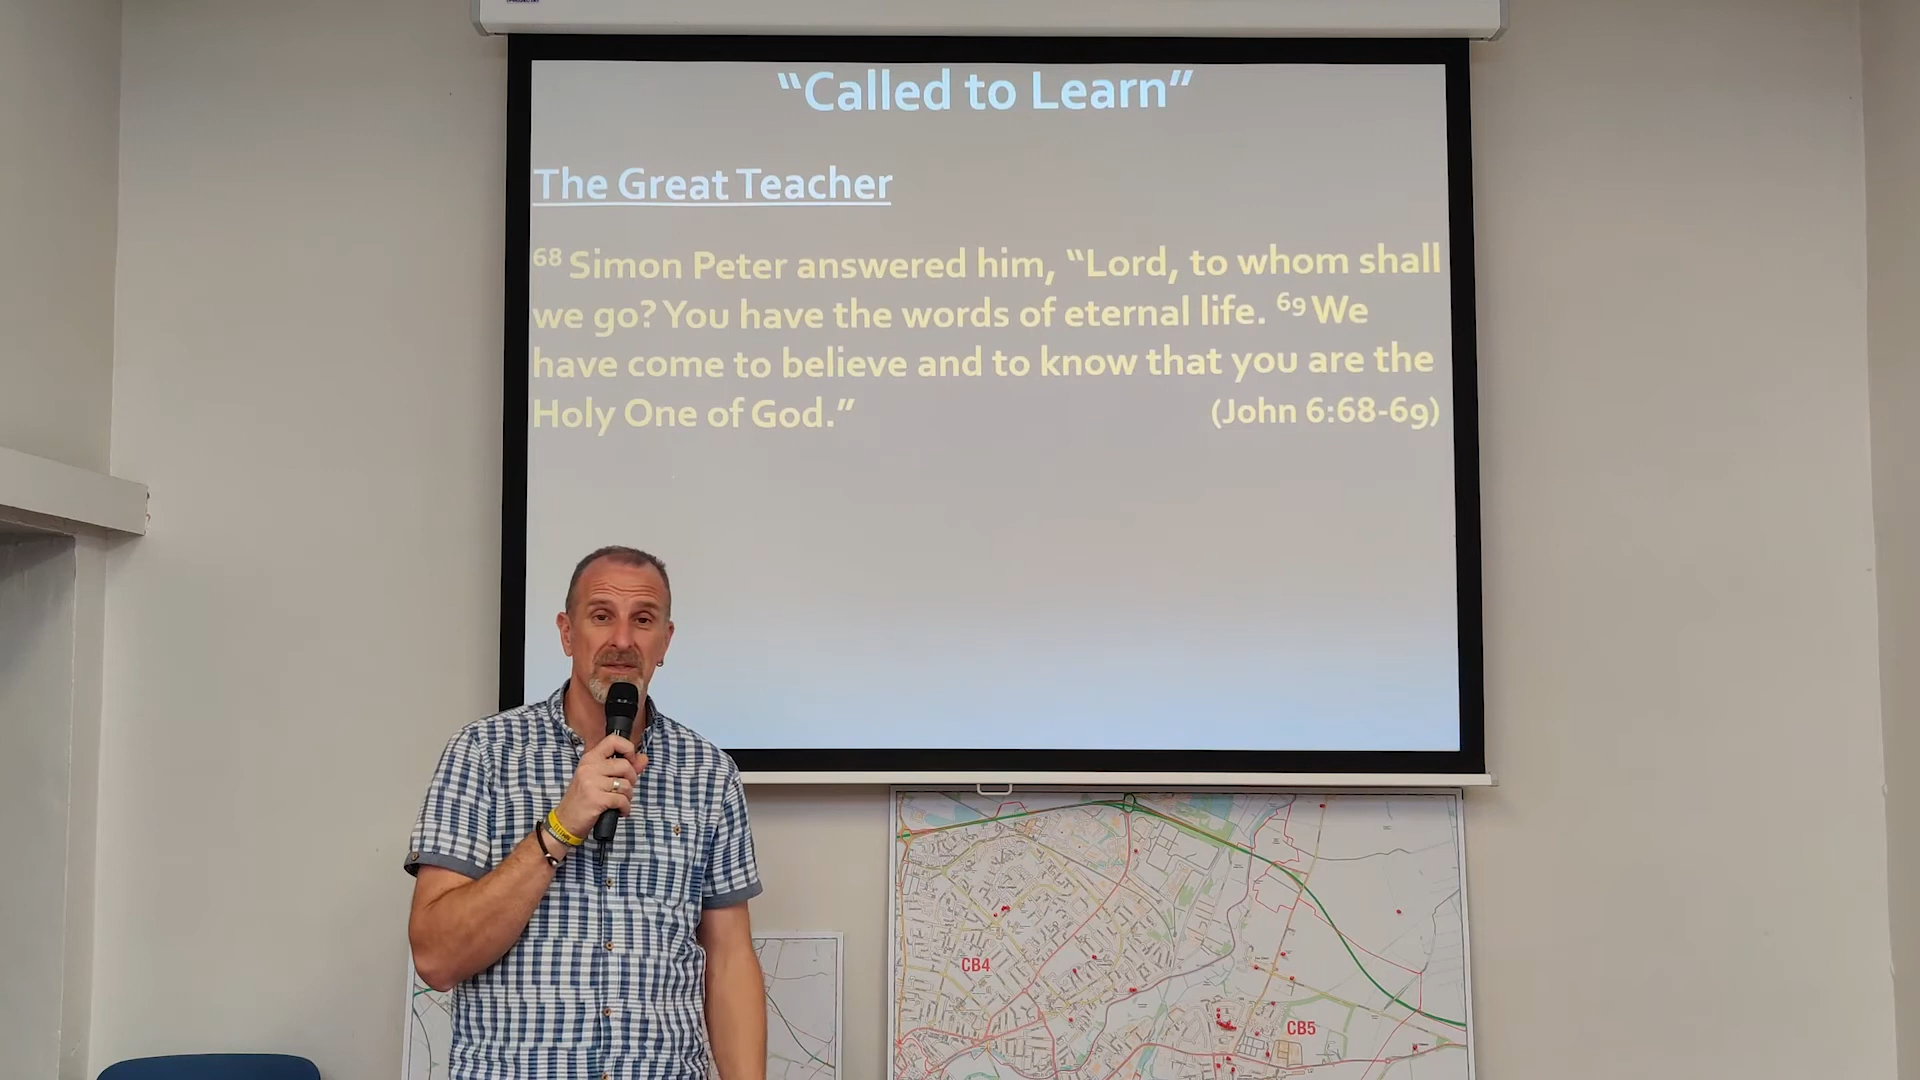 “Called to Learn”
The Great Teacher
68 Simon Peter answered him, “Lord, to whom shall
we go? You have the words of eternal life. 69 We
have come to believe and to know that you are the
Holy One of God.” (John 6:68-69)
CB4
CB5